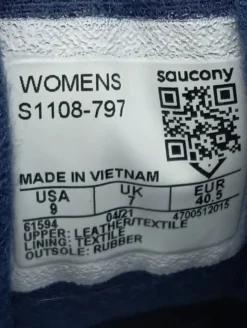 saucony
WOMENS
S1108-797
MADE IN VIETNAM
USA UK EUR
9 7 40.5
61594 04/21 4700512015
UPPER: LEATHER/TEXTILE
LINING: TEXTILE
OUTSOLE: RUBBER